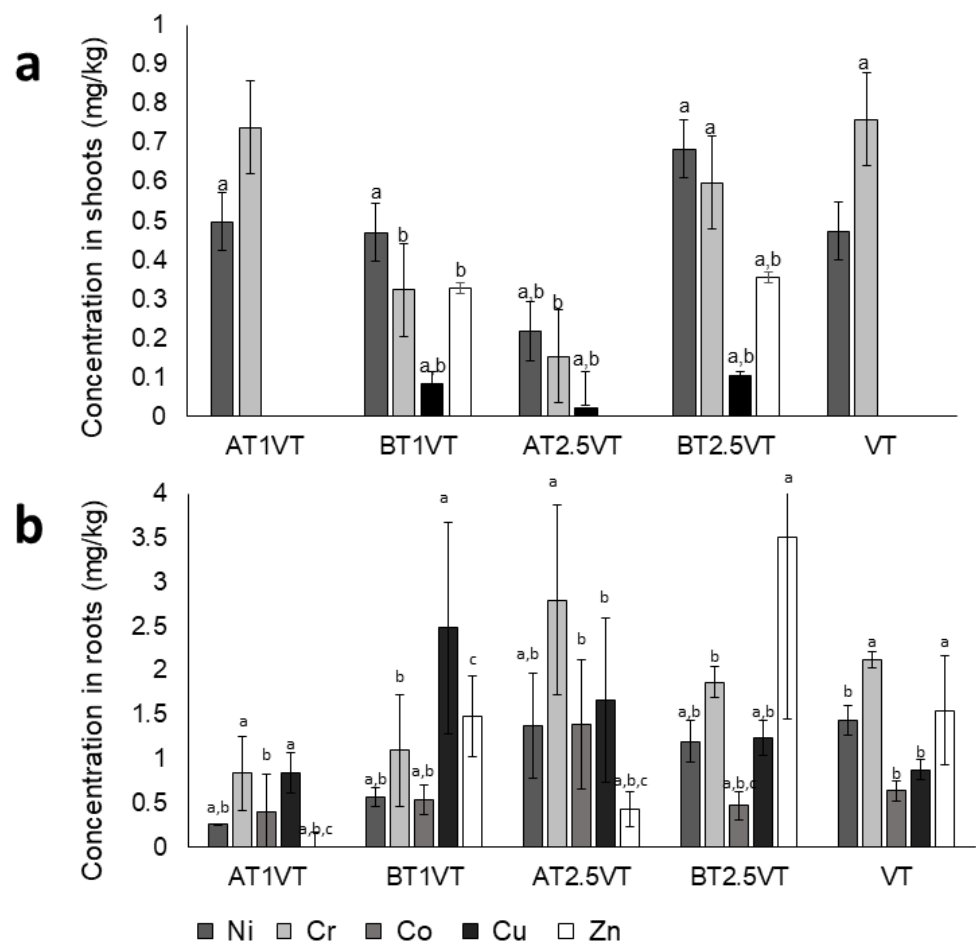 a
Concentration in shoots (mg/kg)
1
0.9
0.8
0.7
0.6
0.5
0.4
0.3
0.2
0.1
0
a
a
b
a,b
b
a,b
b
a,b
a
a
a,b
a,b
a
AT1VT
BT1VT
AT2.5VT
BT2.5VT
VT
b
Concentration in roots (mg/kg)
4
3.5
3
2.5
2
1.5
1
0.5
0
a,b
a
b
a
a,b,c
a,b
b
a,b
a
c
a,b
a
b
b
a,b,c
a,b
b
a,b,c
a,b
a
b
a
b
b
a
AT1VT
BT1VT
AT2.5VT
BT2.5VT
VT
Ni Cr Co Cu Zn